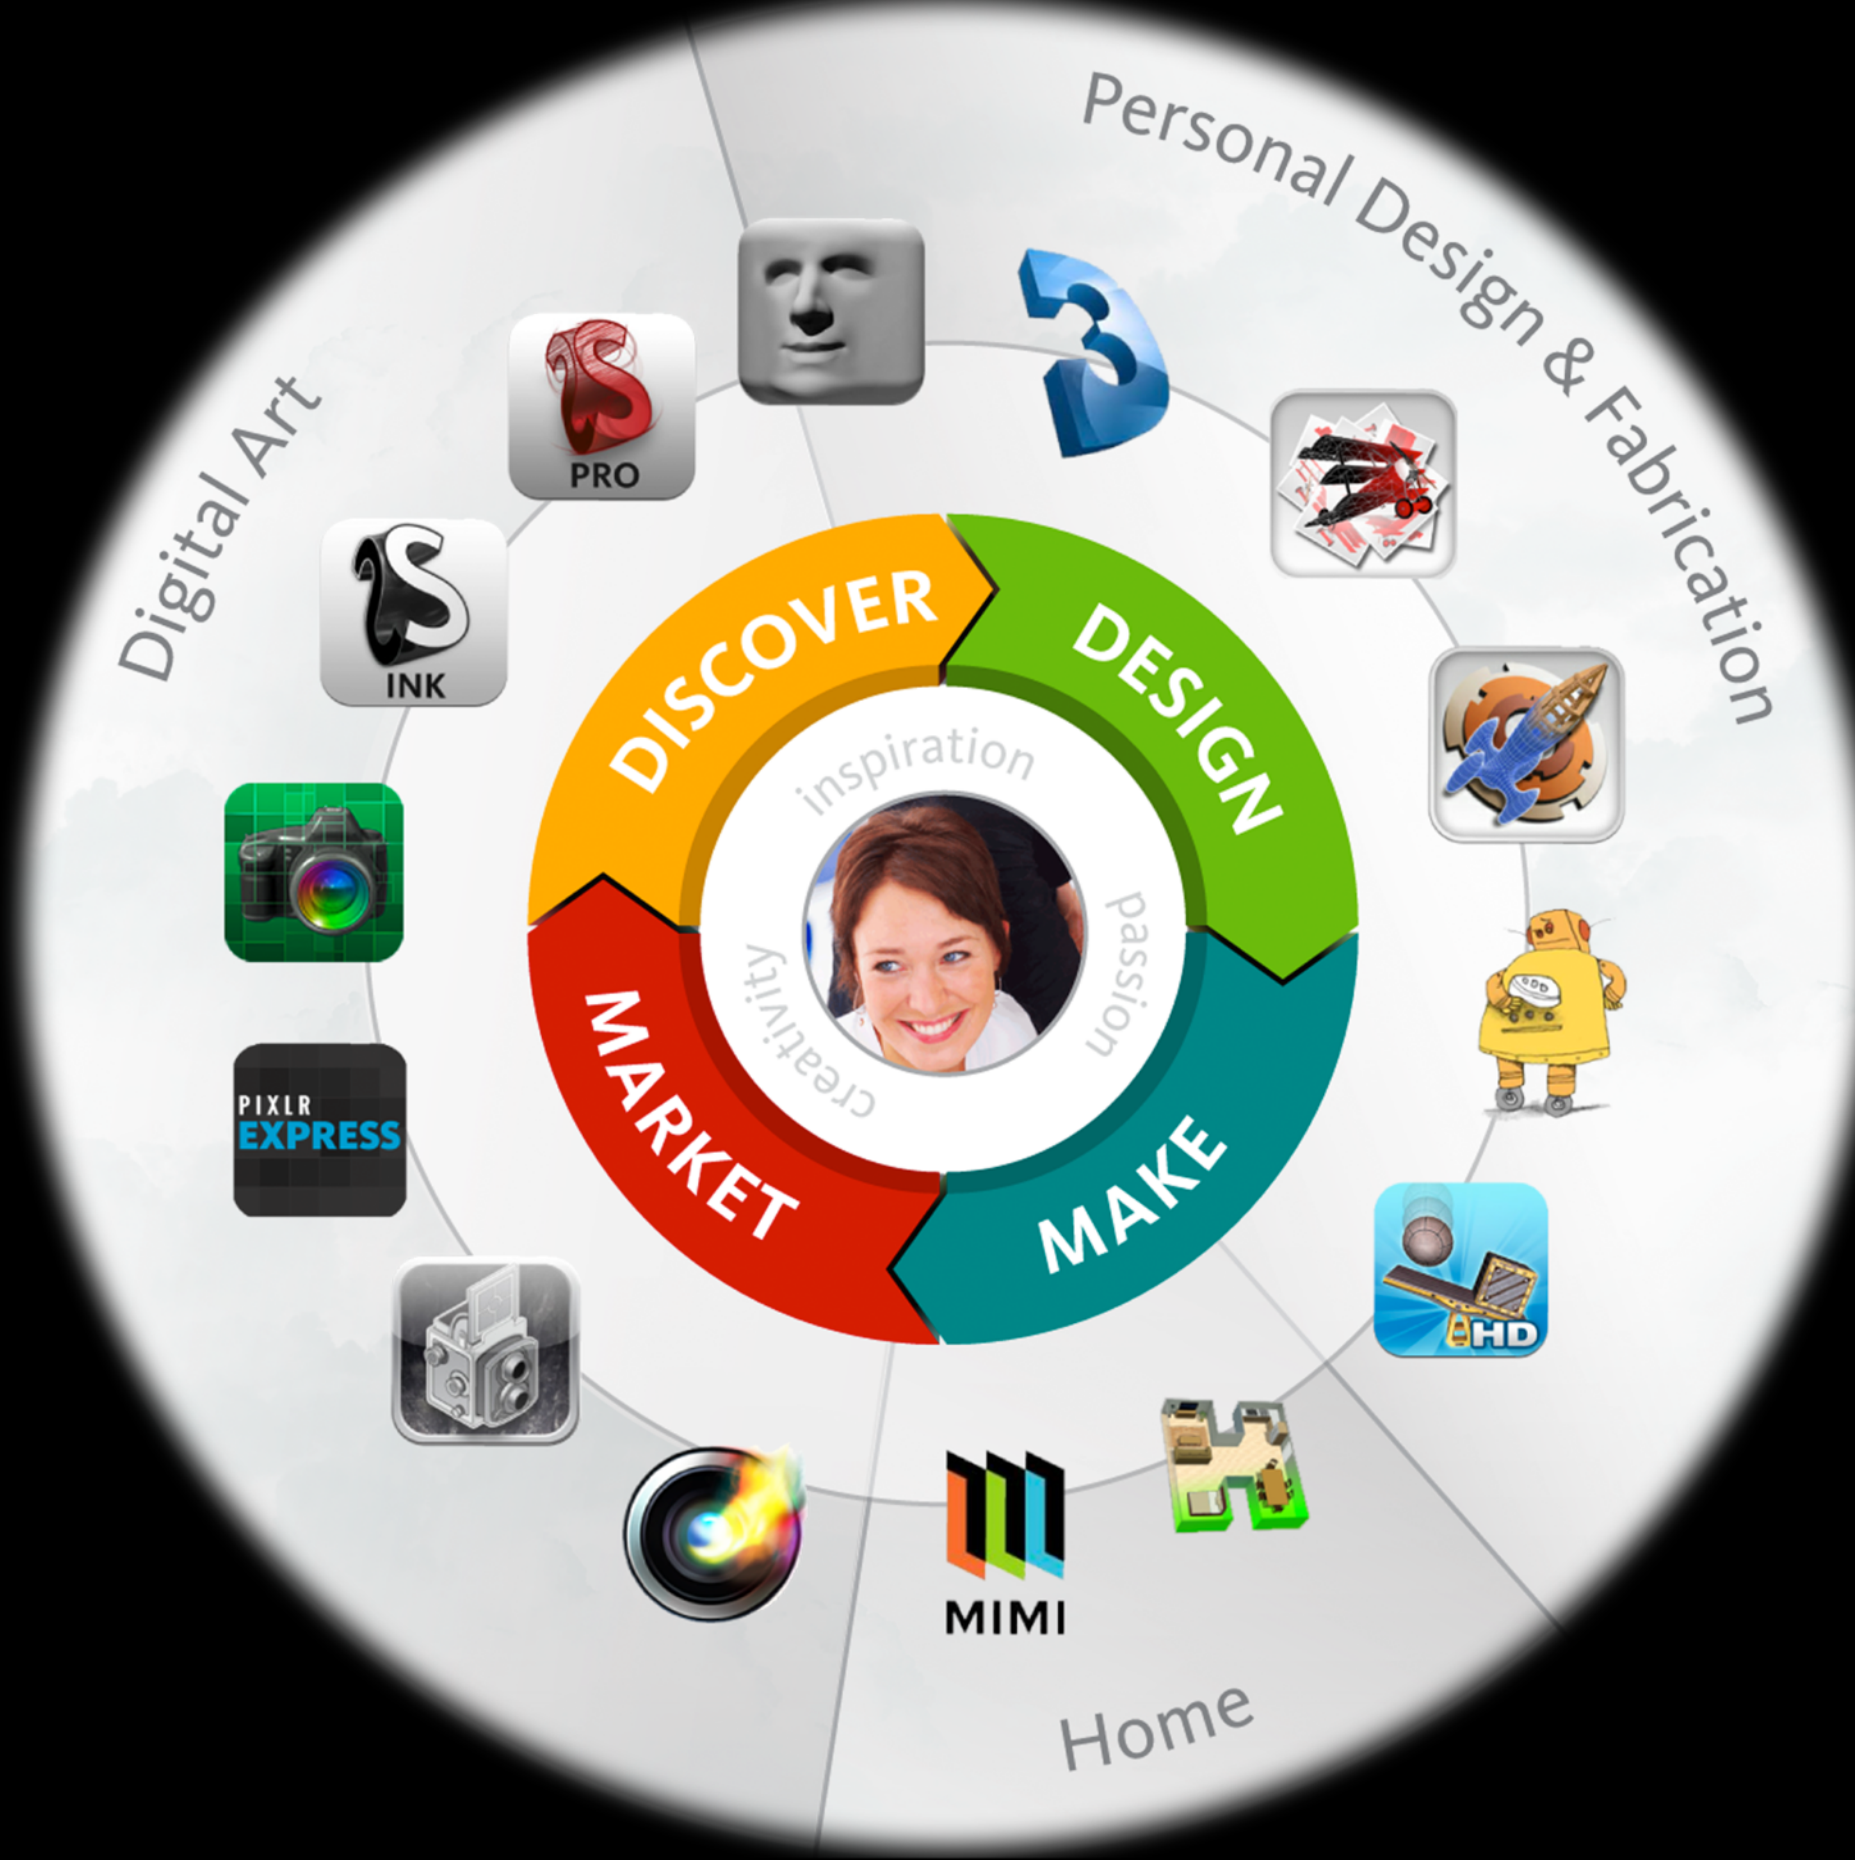 Personal Design & Fabrication
Digital Art
PRO
INK
DISCOVER
DESIGN
inspiration
passion
creativity
MARKET
MAKE
PIXLR
EXPRESS
HD
MIMI
Home